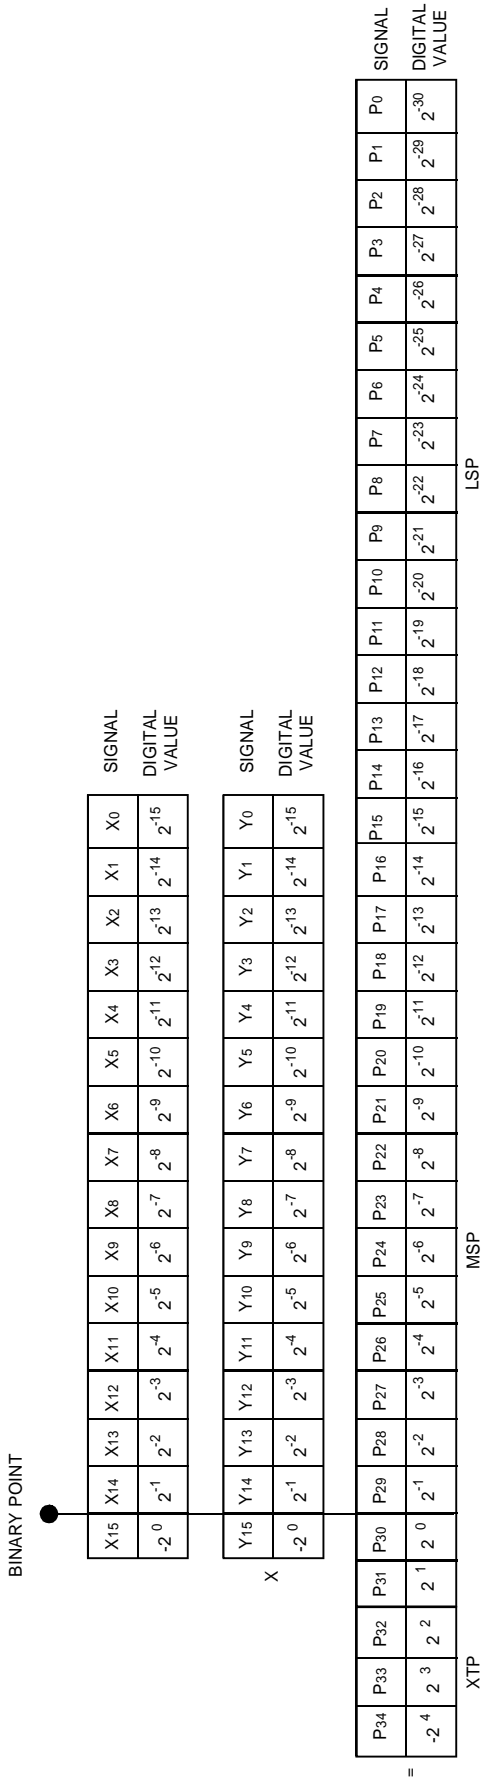 BINARY POINT
X15 X14 X13 X12 X11 X10 X9 X8 X7 X6 X5 X4 X3 X2 X1 X0 SIGNAL
-2^0 2^-1 2^-2 2^-3 2^-4 2^-5 2^-6 2^-7 2^-8 2^-9 2^-10 2^-11 2^-12 2^-13 2^-14 2^-15 DIGITAL VALUE
Y15 Y14 Y13 Y12 Y11 Y10 Y9 Y8 Y7 Y6 Y5 Y4 Y3 Y2 Y1 Y0 SIGNAL
X -2^0 2^-1 2^-2 2^-3 2^-4 2^-5 2^-6 2^-7 2^-8 2^-9 2^-10 2^-11 2^-12 2^-13 2^-14 2^-15 DIGITAL VALUE
P34 P33 P32 P31 P30 P29 P28 P27 P26 P25 P24 P23 P22 P21 P20 P19 P18 P17 P16 P15 P14 P13 P12 P11 P10 P9 P8 P7 P6 P5 P4 P3 P2 P1 P0 SIGNAL
= -2^4 2^3 2^2 2^1 2^0 2^-1 2^-2 2^-3 2^-4 2^-5 2^-6 2^-7 2^-8 2^-9 2^-10 2^-11 2^-12 2^-13 2^-14 2^-15 2^-16 2^-17 2^-18 2^-19 2^-20 2^-21 2^-22 2^-23 2^-24 2^-25 2^-26 2^-27 2^-28 2^-29 2^-30 DIGITAL VALUE
XTP MSP LSP